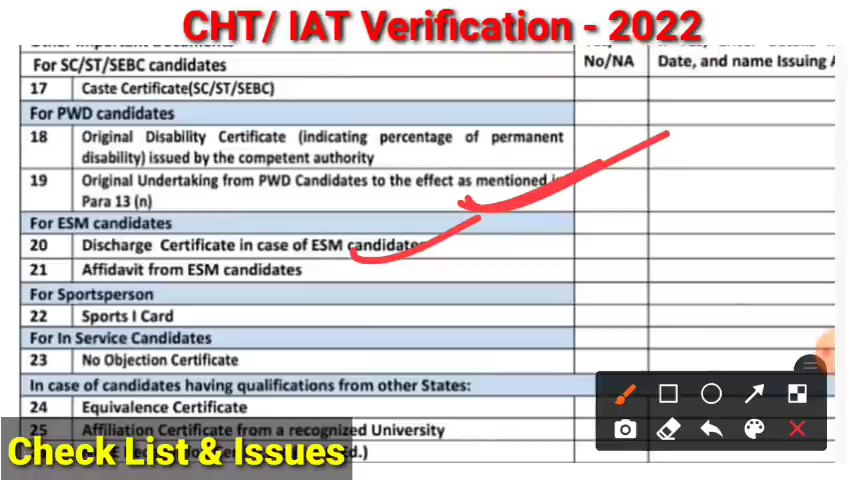 CHT/ IAT Verification - 2022
For SC/ST/SEBC candidates
No/NA
Date, and name Issuing A
17 Caste Certificate(SC/ST/SEBC)
For PWD candidates
18 Original Disability Certificate (indicating percentage of permanent
disability) issued by the competent authority
19 Original Undertaking from PWD Candidates to the effect as mentioned in
Para 13 (n)
For ESM candidates
20 Discharge Certificate in case of ESM candidates
21 Affidavit from ESM candidates
For Sportsperson
22 Sports I Card
For In Service Candidates
23 No Objection Certificate
In case of candidates having qualifications from other States:
24 Equivalence Certificate
25 Affiliation Certificate from a recognized University
Ed.)
Check List & Issues